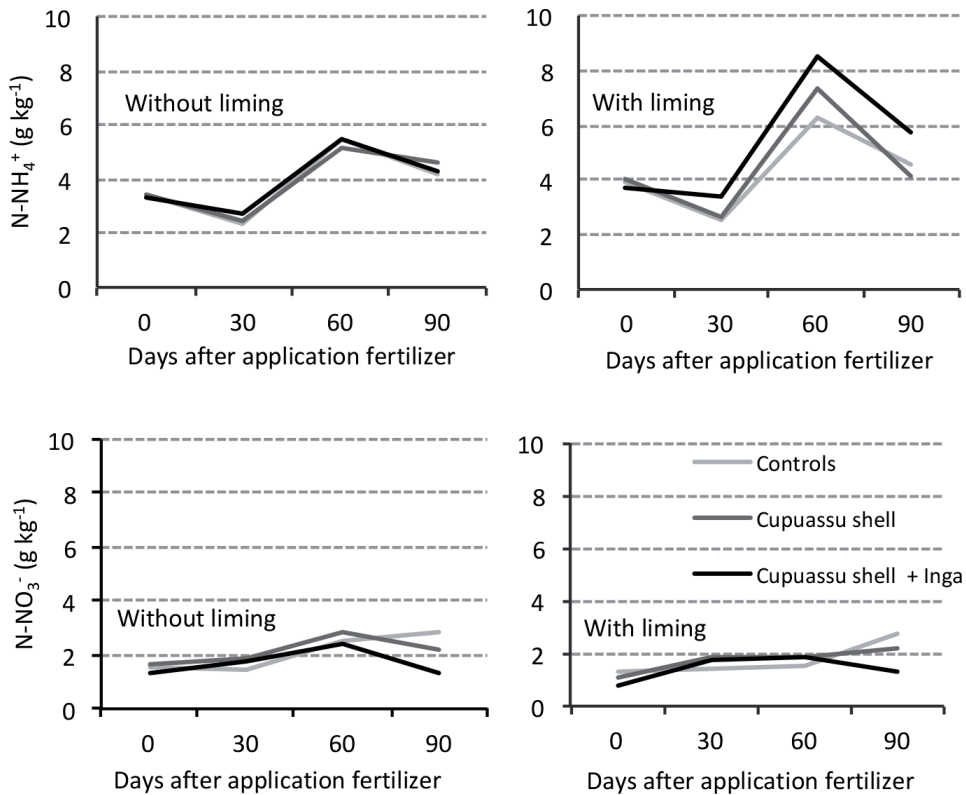 N-NH₄⁺ (g kg⁻¹)
10
8
6
4
2
0
Without liming
0 30 60 90
Days after application fertilizer
10
8
6
4
2
0
With liming
0 30 60 90
Days after application fertilizer
N-NO₃⁻ (g kg⁻¹)
10
8
6
4
2
0
Without liming
0 30 60 90
Days after application fertilizer
10
8
6
4
2
0
Controls
Cupuassu shell
Cupuassu shell + Inga
With liming
0 30 60 90
Days after application fertilizer